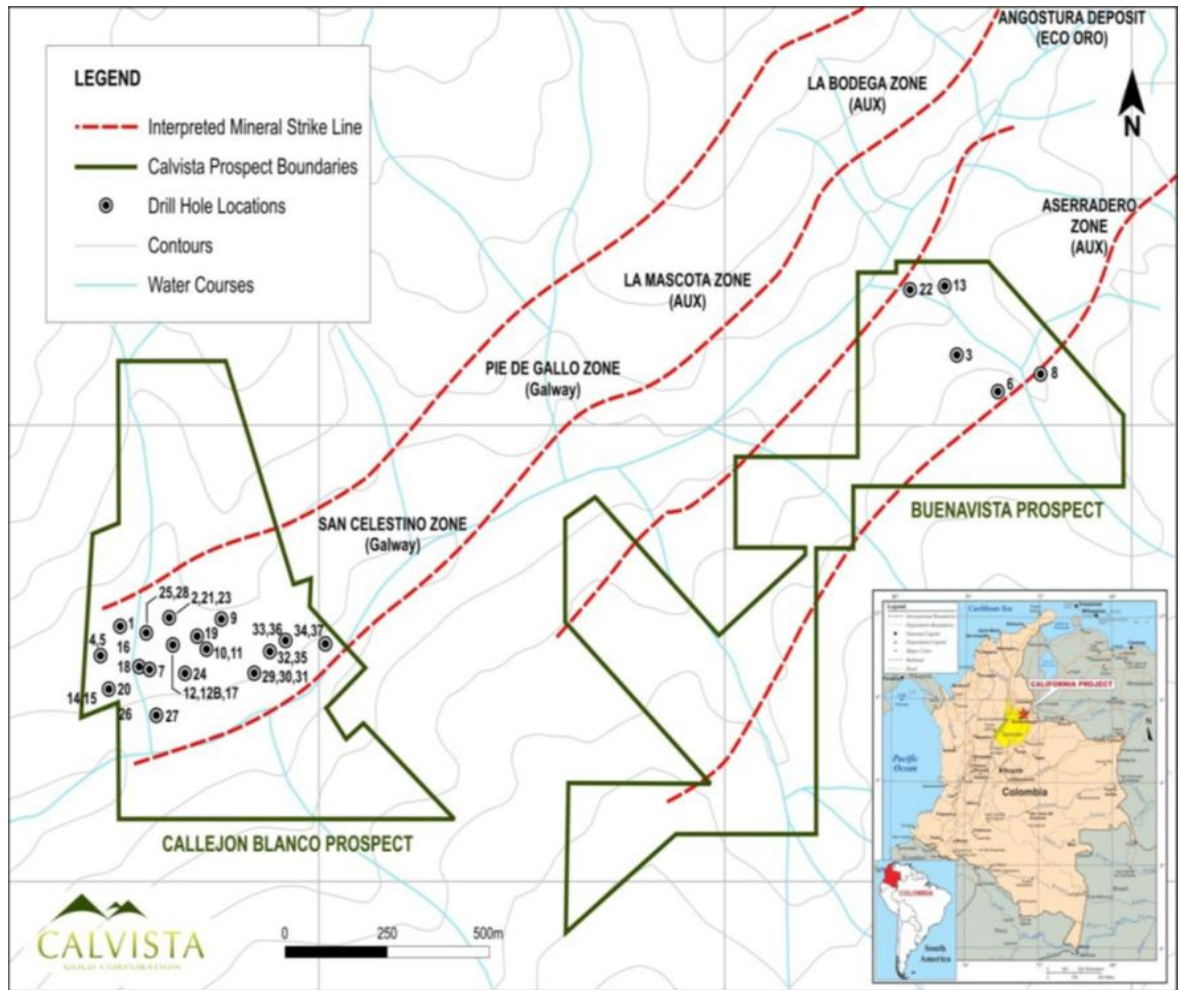 LEGEND
Interpreted Mineral Strike Line
Calvista Prospect Boundaries
Drill Hole Locations
Contours
Water Courses
ANGOSTURA DEPOSIT
(ECO ORO)
LA BODEGA ZONE
(AUX)
N
ASERRADERO
ZONE
(AUX)
LA MASCOTA ZONE
(AUX)
PIE DE GALLO ZONE
(Galway)
SAN CELESTINO ZONE
(Galway)
22
13
3
6
8
BUENAVISTA PROSPECT
25,28
2,21,23
9
1
16
19
33,36
34,37
4,5
10,11
32,35
18
7
24
29,30,31
14,15
20
12,12B,17
26
27
CALLEJON BLANCO PROSPECT
CALVISTA
GOLD CORPORATION
0
250
500m
Legend
Caribbean Sea
CALIFORNIA PROJECT
Pacific
Ocean
Colombia
Brazil
COLOMBIA
South
America